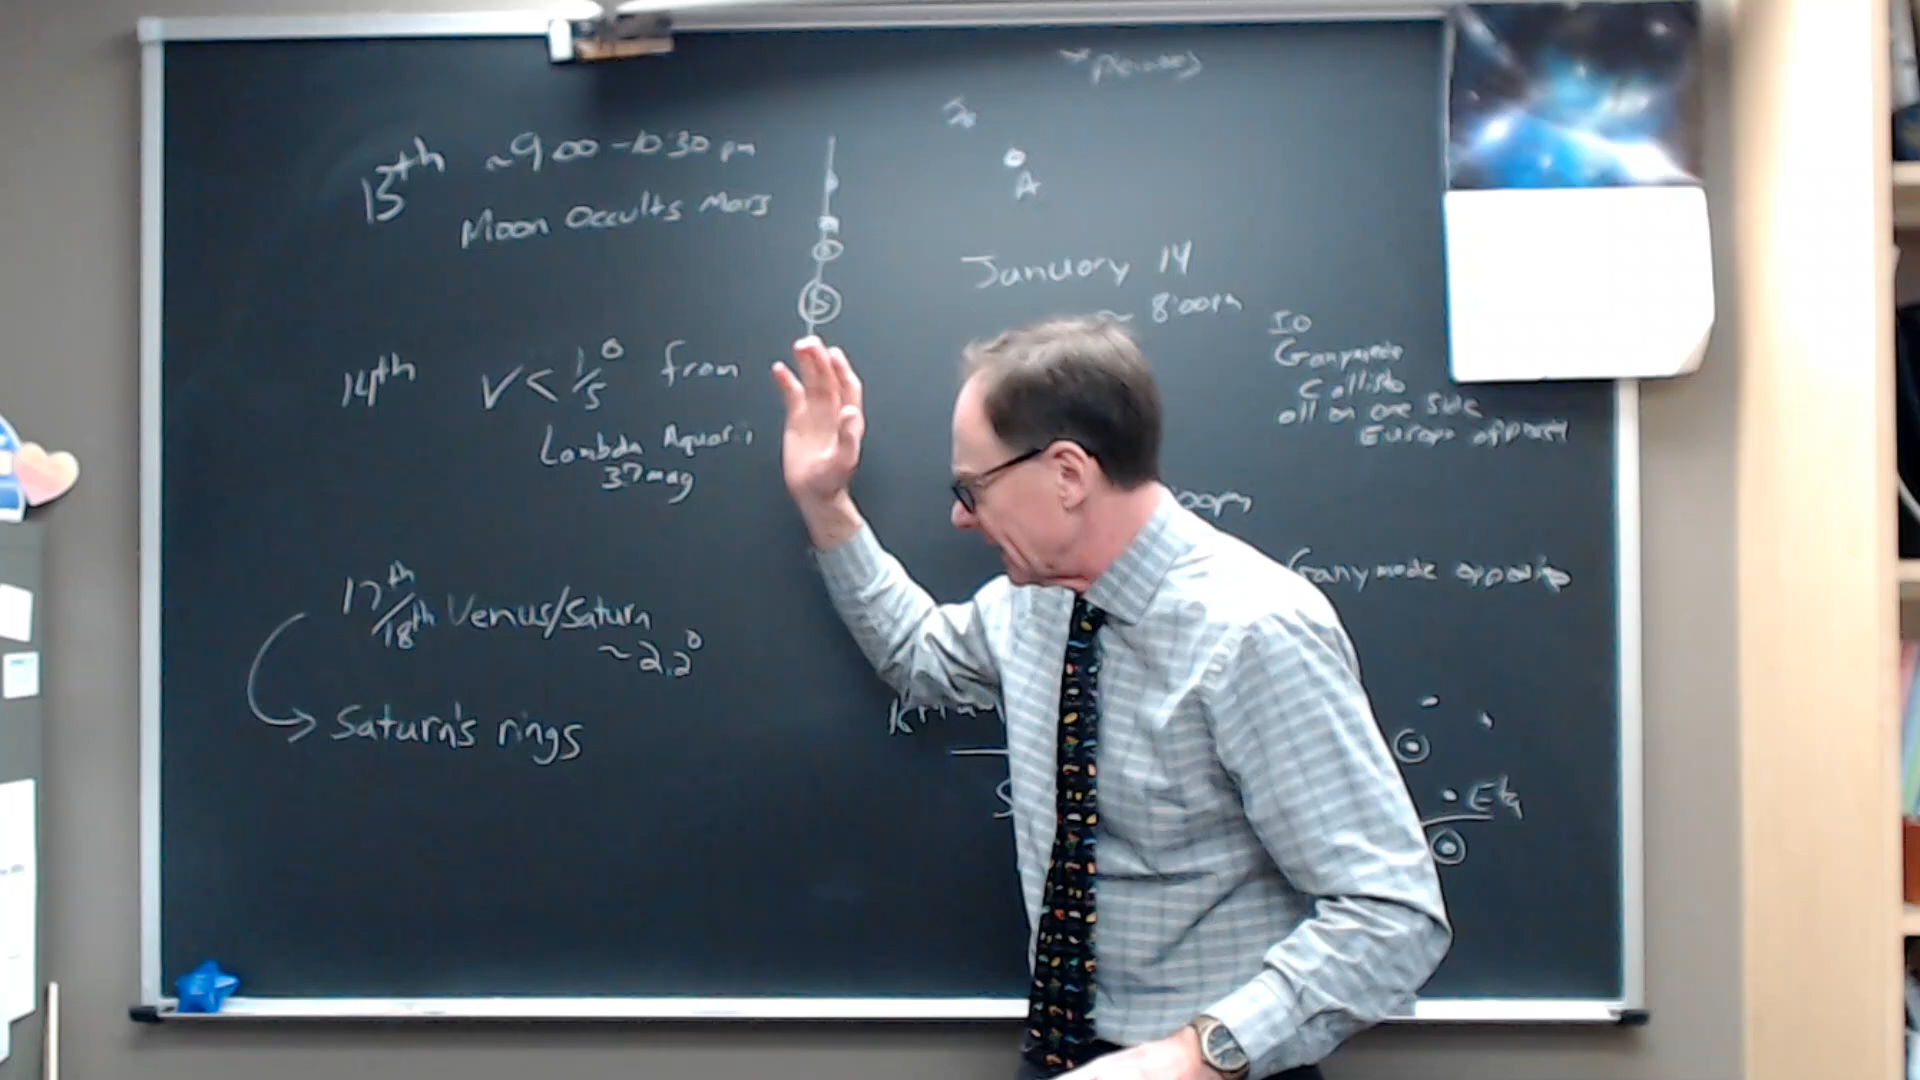 13th ~9:00-10:30 pm
Moon Occults Mars
14th V < 1/5° from
Lambda Aquarii
3.7 mag
17th/18th Venus/Saturn
~2.2°
Saturn's rings
S
*Pleiades
A
January 14
~ 8:00pm
Io
Ganymede
Callisto
all on one side
Europa opposite
:00pm
Ganymede opposite
S